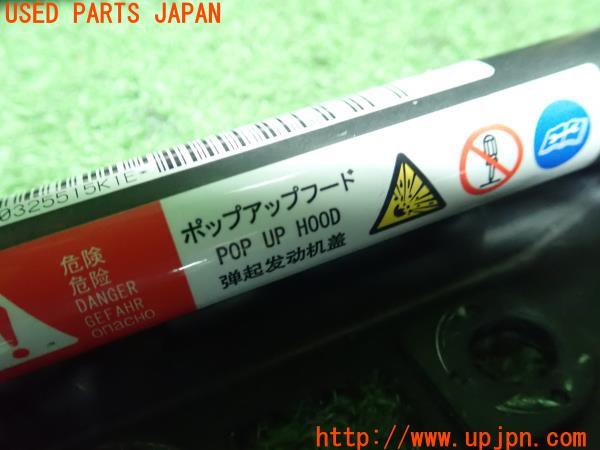 USED PARTS JAPAN
0325515KIE-
危険
危险
DANGER
GEFAHR
ОПАСНО
ポップアップフード
POP UP HOOD
弹起发动机盖
http://www.upjpn.com